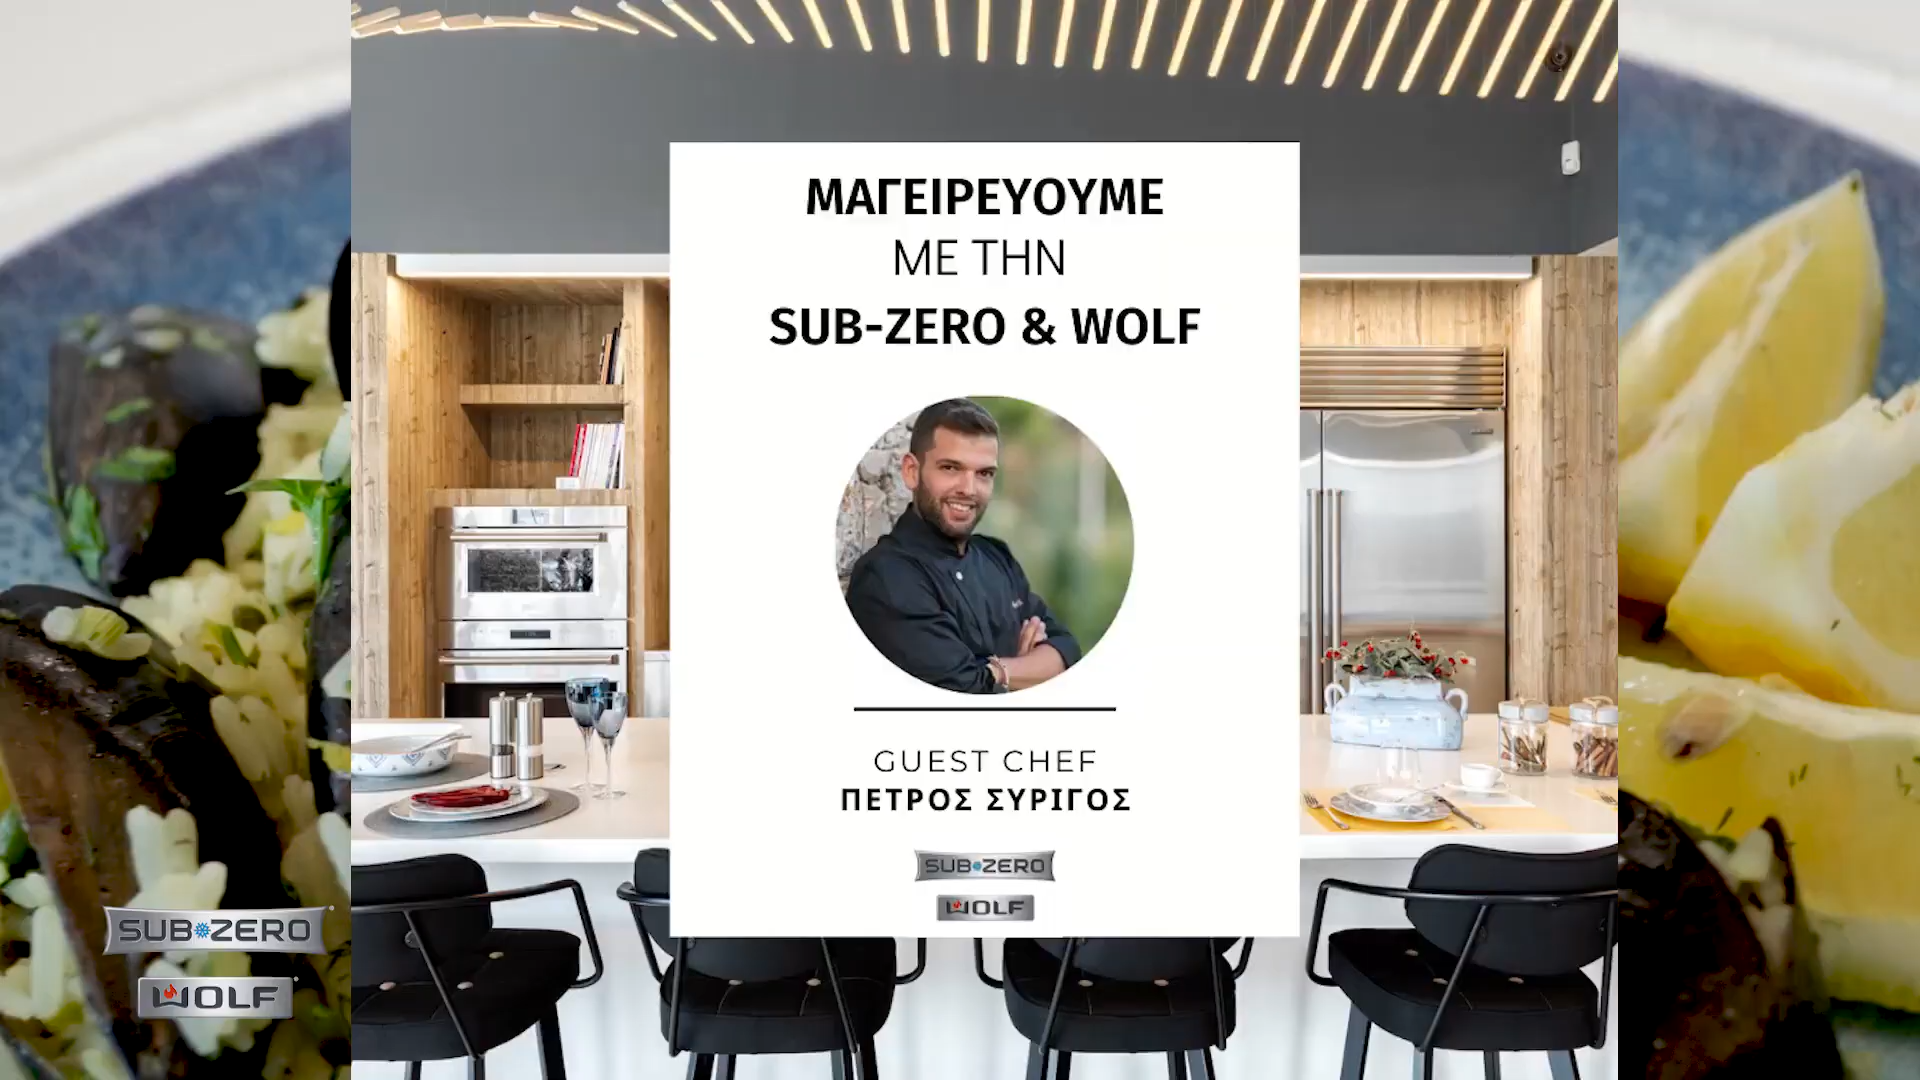 ΜΑΓΕΙΡΕΥΟΥΜΕ
ΜΕ ΤΗΝ
SUB-ZERO & WOLF
GUEST CHEF
ΠΕΤΡΟΣ ΣΥΡΙΓΟΣ
SUB ZERO
WOLF
SUB ZERO
WOLF